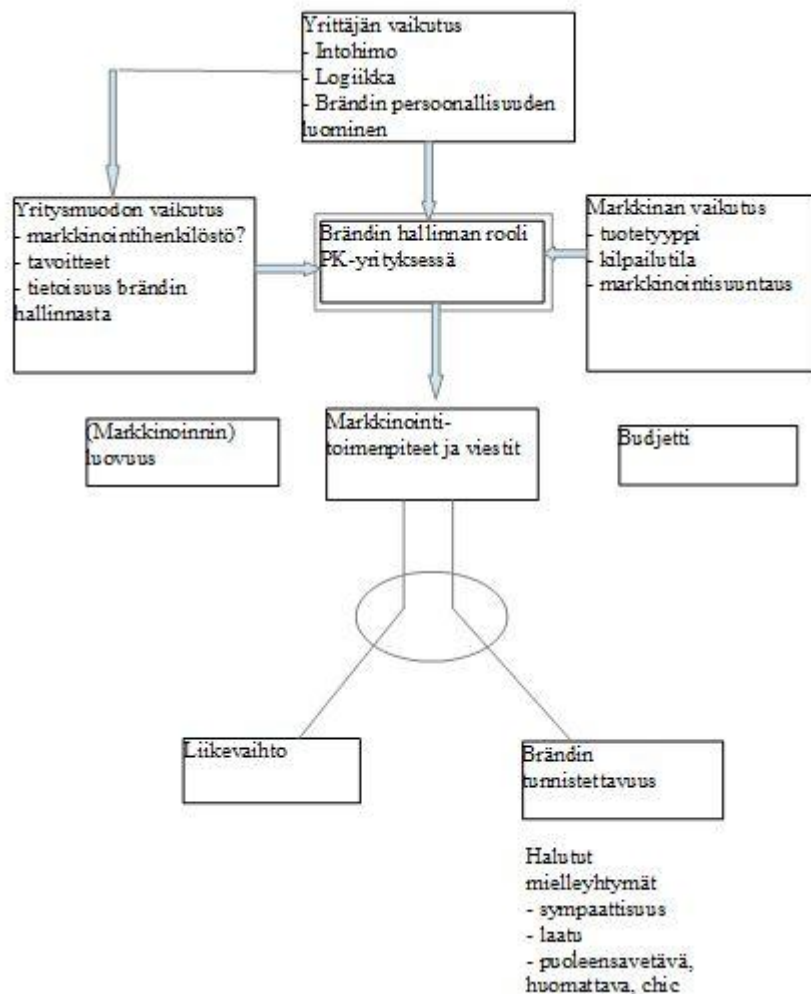 Yrittäjän vaikutus
- Intohimo
- Logiikka
- Brändin persoonallisuuden
luominen
Yritysmuodon vaikutus
- markkinointihenkilöstö?
- tavoitteet
- tietoisuus brändin
hallinnasta
Brändin hallinnan rooli
PK-yrityksessä
Markkinan vaikutus
- tuotetyyppi
- kilpailutila
- markkinointisuuntaus
(Markkinoinnin)
luovuus
Markkinointi-
toimenpiteet ja viestit
Budjetti
Liikevaihto
Brändin
tunnistettavuus
Halutut
mielleyhtymät
- sympaattisuus
- laatu
- puoleensavetävä,
huomattava, chic